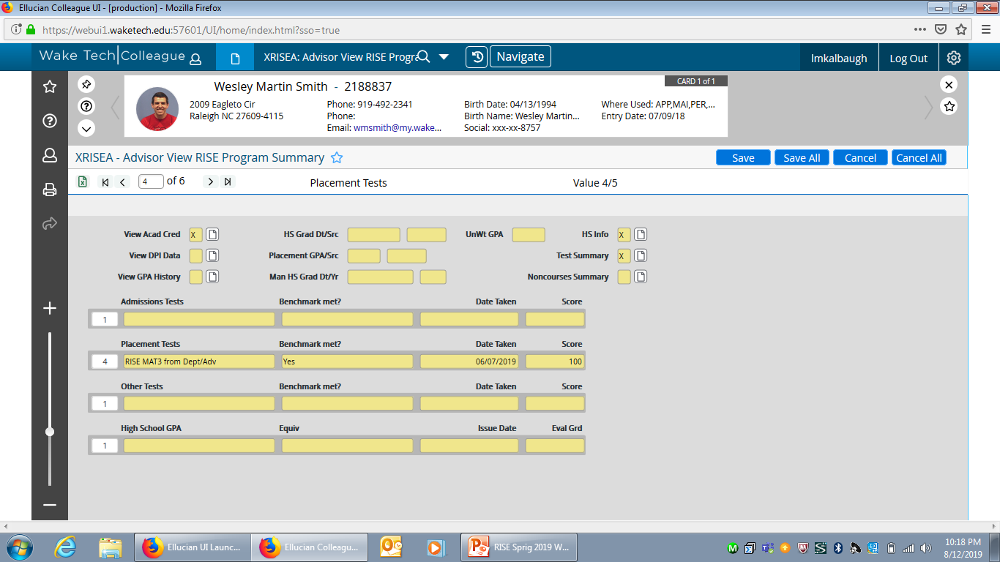 Ellucian Colleague UI - [production] - Mozilla Firefox
https://webui1.waketech.edu:57601/UI/home/index.html?sso=true
Wake Tech Colleague XRISEA: Advisor View RISE Progra Navigate lmkalbaugh Log Out
CARD 1 of 1
Wesley Martin Smith - 2188837
2009 Eagleto Cir Phone: 919-492-2341 Birth Date: 04/13/1994 Where Used: APP,MAI,PER,...
Raleigh NC 27609-4115 Phone: Birth Name: Wesley Martin... Entry Date: 07/09/18
Email: wmsmith@my.wake... Social: xxx-xx-8757
XRISEA - Advisor View RISE Program Summary Save Save All Cancel Cancel All
4 of 6 Placement Tests Value 4/5
View Acad Cred X HS Grad Dt/Src UnWt GPA HS Info X
View DPI Data Placement GPA/Src Test Summary X
View GPA History Man HS Grad Dt/Yr Noncourses Summary
Admissions Tests Benchmark met? Date Taken Score
1
Placement Tests Benchmark met? Date Taken Score
4 RISE MAT3 from Dept/Adv Yes 06/07/2019 100
Other Tests Benchmark met? Date Taken Score
1
High School GPA Equiv Issue Date Eval Grd
1
Ellucian UI Launc... Ellucian Colleagu... RISE Sprig 2019 W... 10:18 PM
8/12/2019